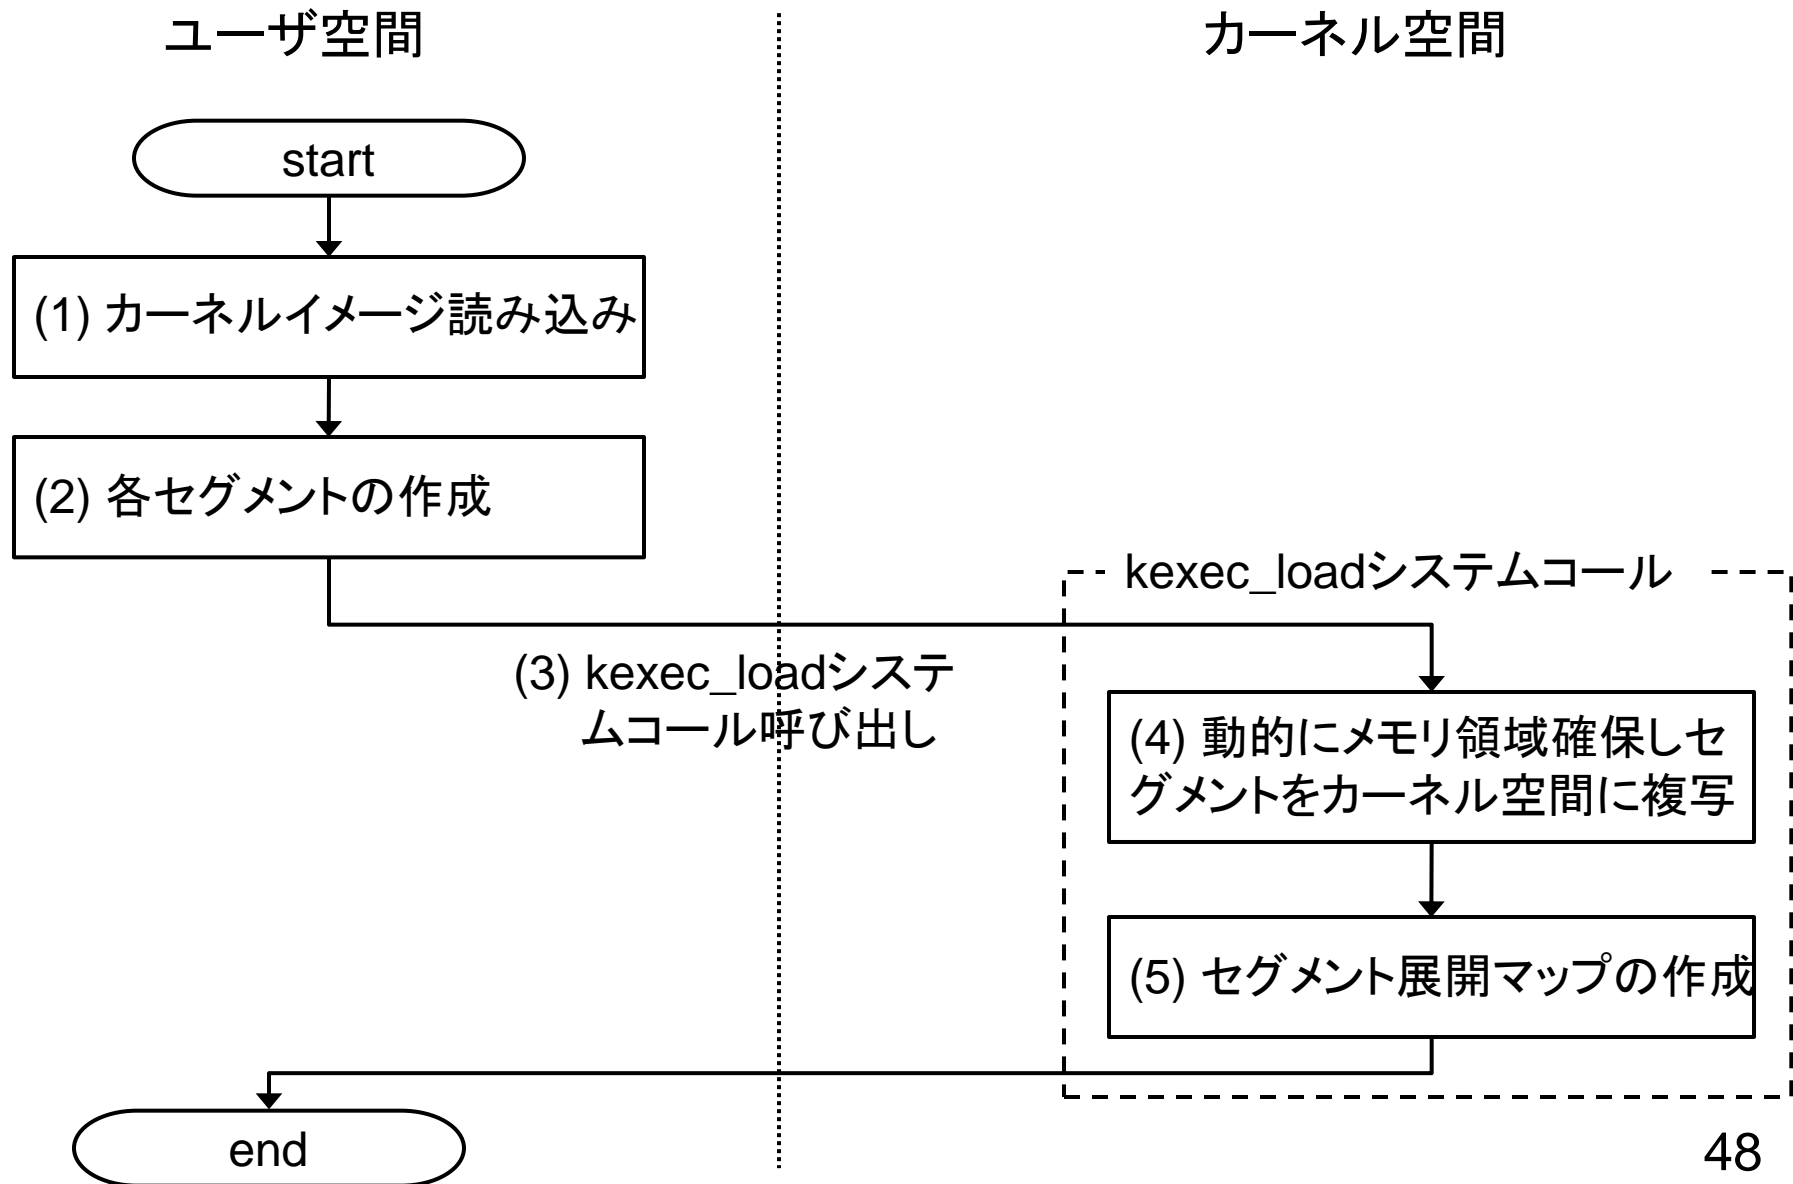 ユーザ空間
カーネル空間
start
(1) カーネルイメージ読み込み
(2) 各セグメントの作成
kexec_loadシステムコール
(3) kexec_loadシステ
ムコール呼び出し
(4) 動的にメモリ領域確保しセ
グメントをカーネル空間に複写
(5) セグメント展開マップの作成
end
48